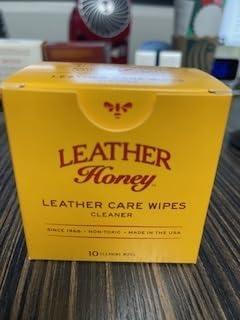 LEATHER
Honey
LEATHER CARE WIPES
CLEANER
SINCE 1968 • NON-TOXIC • MADE IN THE USA
10 CLEANING WIPES